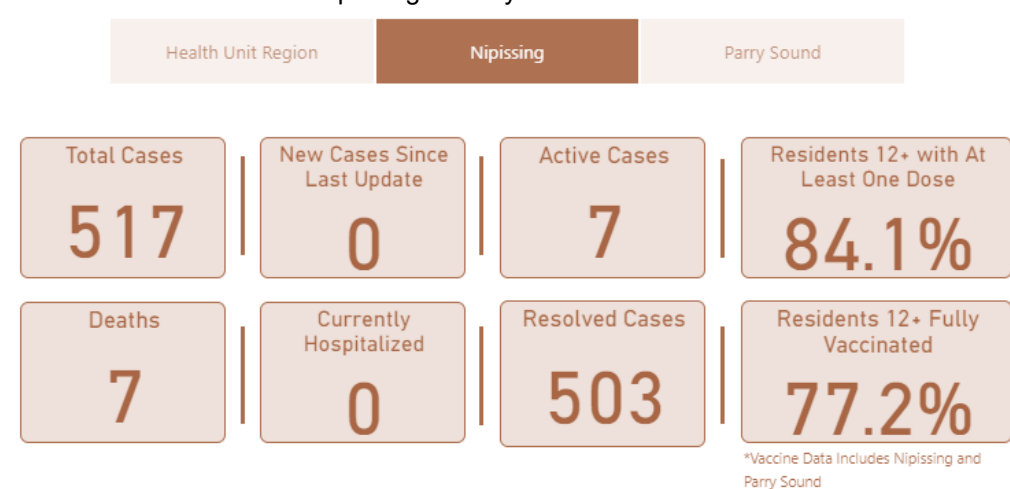 Health Unit Region
Nipissing
Parry Sound
Total Cases
517
New Cases Since
Last Update
0
Active Cases
7
Residents 12+ with At
Least One Dose
84.1%
Deaths
7
Currently
Hospitalized
0
Resolved Cases
503
Residents 12+ Fully
Vaccinated
77.2%
*Vaccine Data Includes Nipissing and
Parry Sound